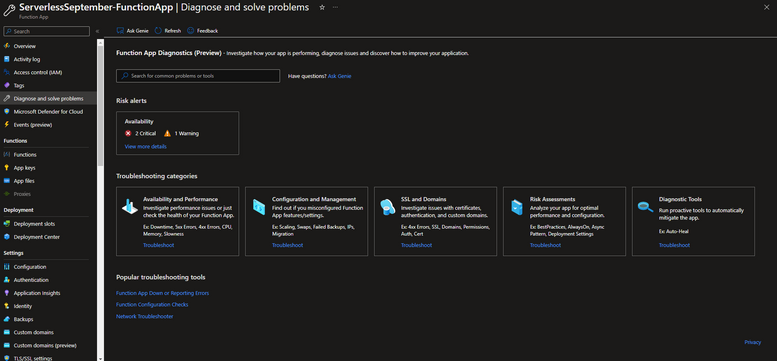 ServerlessSeptember-FunctionApp | Diagnose and solve problems
Function App
Search
Overview
Activity log
Access control (IAM)
Tags
Diagnose and solve problems
Microsoft Defender for Cloud
Events (preview)
Functions
Functions
App keys
App files
Proxies
Deployment
Deployment slots
Deployment Center
Settings
Configuration
Authentication
Application Insights
Identity
Backups
Custom domains
Custom domains (preview)
TLS/SSL settings
Ask Genie
Refresh
Feedback
Function App Diagnostics (Preview) - Investigate how your app is performing, diagnose issues and discover how to improve your application.
Search for common problems or tools
Have questions? Ask Genie
Risk alerts
Availability
2 Critical
1 Warning
View more details
Troubleshooting categories
Availability and Performance
Investigate performance issues or just
check the health of your Function App.
Ex: Downtime, 5xx Errors, 4xx Errors, CPU,
Memory, Slowness
Troubleshoot
Configuration and Management
Find out if you misconfigured Function
App features/settings.
Ex: Scaling, Swaps, Failed Backups, IPs,
Migration
Troubleshoot
SSL and Domains
Investigate issues with certificates,
authentication, and custom domains.
Ex: 4xx Errors, SSL, Domains, Permissions,
Auth, Cert
Troubleshoot
Risk Assessments
Analyze your app for optimal
performance and configuration.
Ex: BestPractices, AlwaysOn, Async
Pattern, Deployment Settings
Troubleshoot
Diagnostic Tools
Run proactive tools to automatically
mitigate the app.
Ex: Auto-Heal
Troubleshoot
Popular troubleshooting tools
Function App Down or Reporting Errors
Function Configuration Checks
Network Troubleshooter
Privacy